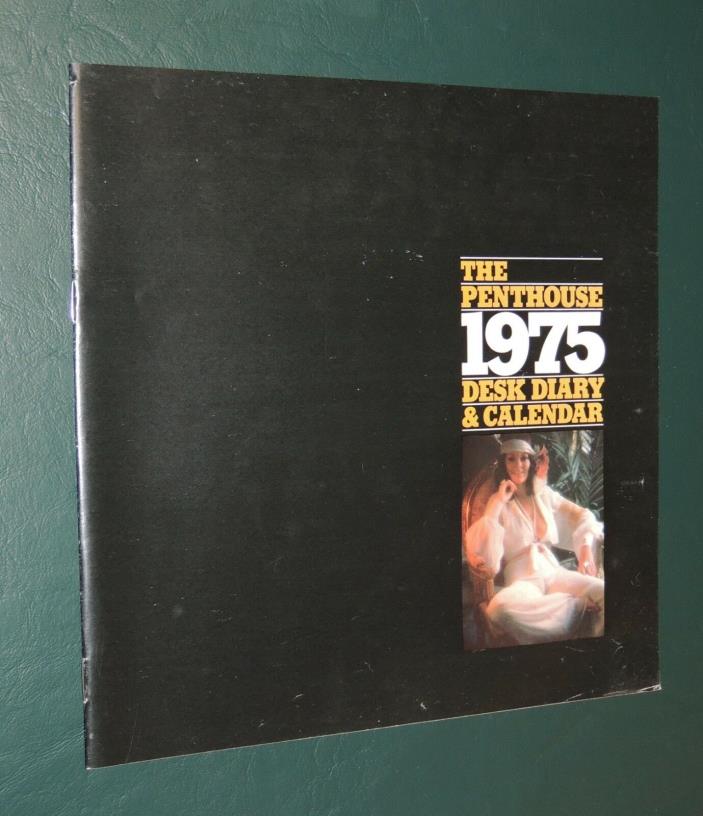 THE
PENTHOUSE
1975
DESK DIARY
& CALENDAR